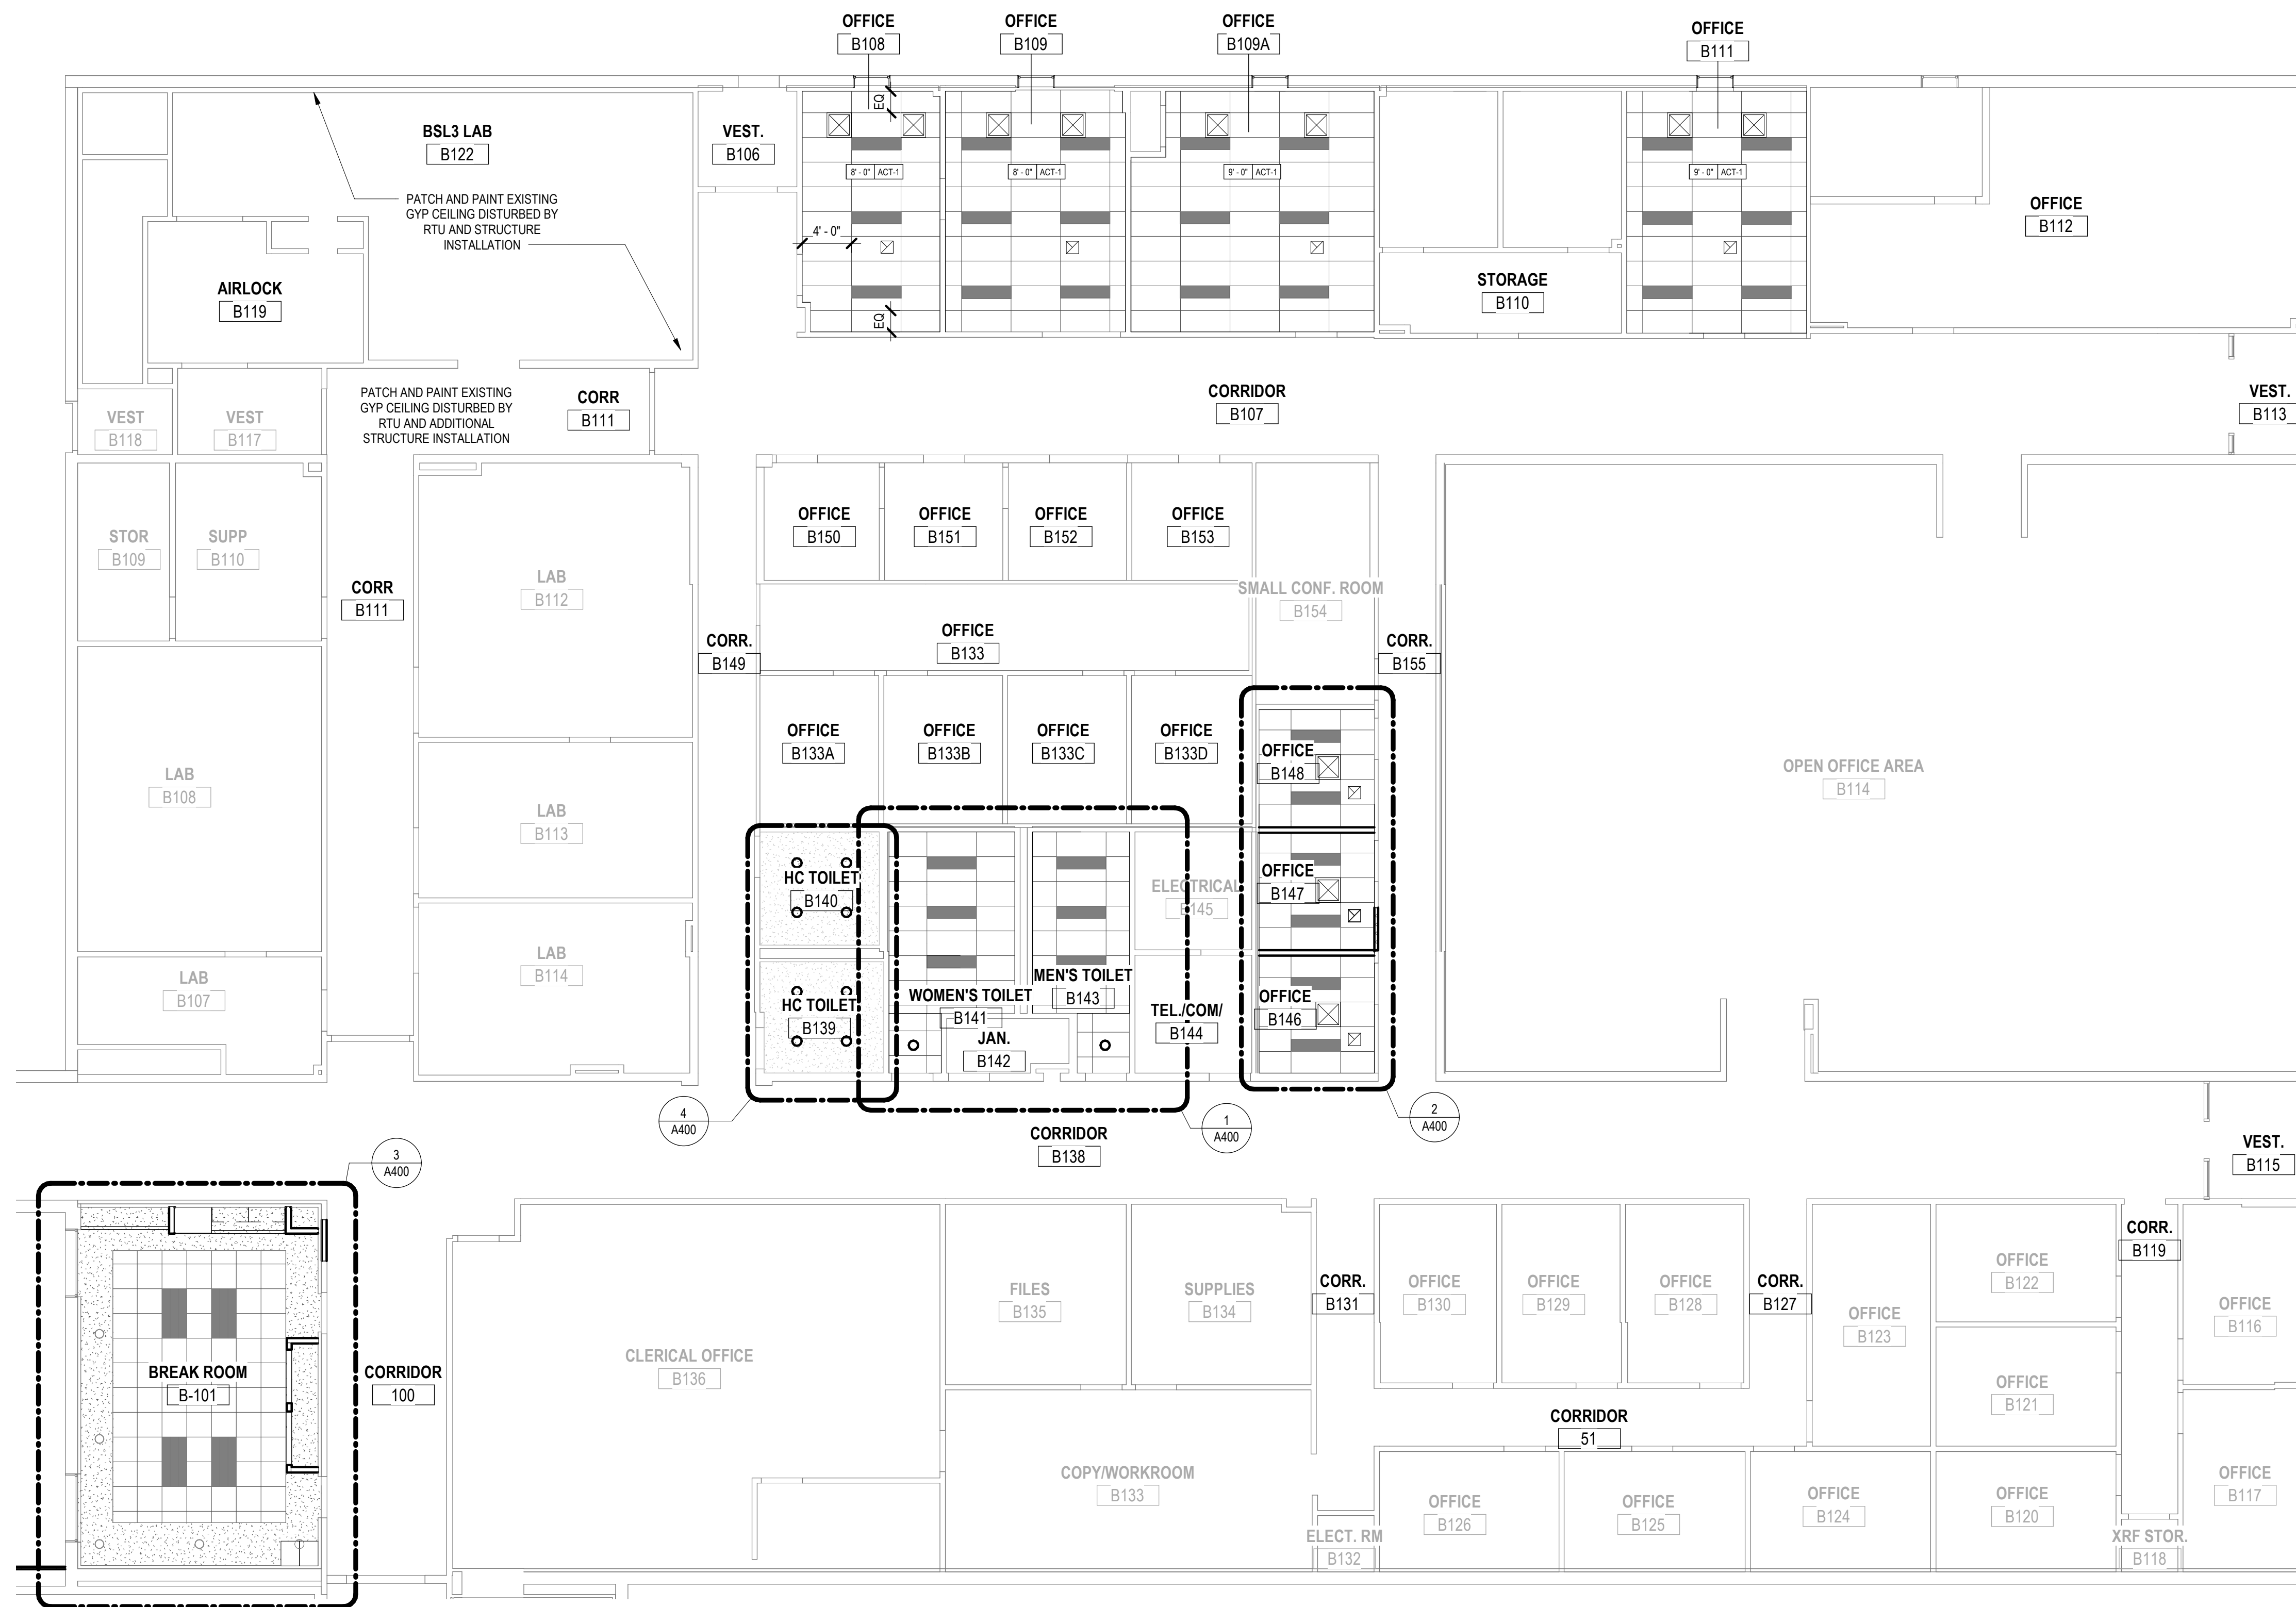 OFFICE
B108
OFFICE
B109
OFFICE
B109A
OFFICE
B111
EQ
BSL3 LAB
B122
VEST.
B106
8' - 0" ACT-1
8' - 0" ACT-1
9' - 0" ACT-1
9' - 0" ACT-1
PATCH AND PAINT EXISTING
GYP CEILING DISTURBED BY
RTU AND STRUCTURE
INSTALLATION
4' - 0"
OFFICE
B112
AIRLOCK
B119
STORAGE
B110
EQ
PATCH AND PAINT EXISTING
GYP CEILING DISTURBED BY
RTU AND ADDITIONAL
STRUCTURE INSTALLATION
CORR
B111
CORRIDOR
B107
VEST.
B113
VEST
B118
VEST
B117
STOR
B109
SUPP
B110
OFFICE
B150
OFFICE
B151
OFFICE
B152
OFFICE
B153
CORR
B111
LAB
B112
SMALL CONF. ROOM
B154
CORR.
B149
OFFICE
B133
CORR.
B155
OFFICE
B133A
OFFICE
B133B
OFFICE
B133C
OFFICE
B133D
OFFICE
B148
LAB
B108
OPEN OFFICE AREA
B114
LAB
B113
HC TOILET
B140
ELECTRICAL
B145
OFFICE
B147
LAB
B114
LAB
B107
HC TOILET
B139
WOMEN'S TOILET
B141
MEN'S TOILET
B143
JAN.
B142
TEL./COM/
B144
OFFICE
B146
4
A400
1
A400
2
A400
CORRIDOR
B138
3
A400
VEST.
B115
BREAK ROOM
B-101
CORRIDOR
100
CLERICAL OFFICE
B136
FILES
B135
SUPPLIES
B134
CORR.
B131
OFFICE
B130
OFFICE
B129
OFFICE
B128
CORR.
B127
OFFICE
B123
OFFICE
B122
CORR.
B119
OFFICE
B116
OFFICE
B121
CORRIDOR
51
COPY/WORKROOM
B133
OFFICE
B126
OFFICE
B125
OFFICE
B124
OFFICE
B120
OFFICE
B117
ELECT. RM
B132
XRF STOR.
B118